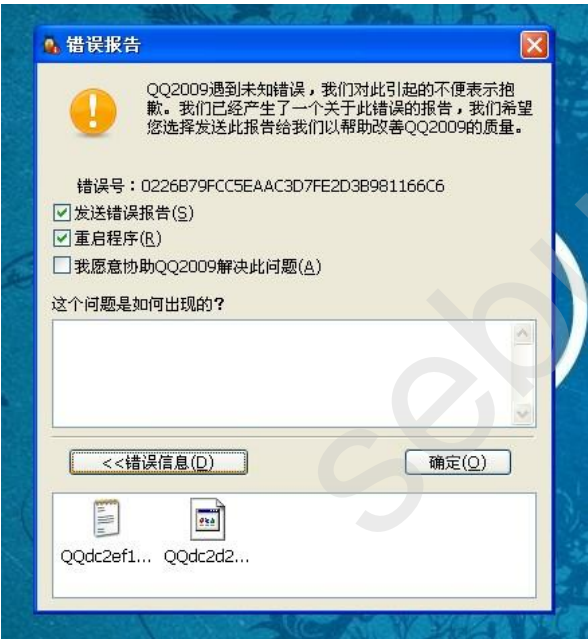 错误报告
QQ2009遇到未知错误，我们对此引起的不便表示抱
歉。我们已经产生了一个关于此错误的报告，我们希望
您选择发送此报告给我们以帮助改善QQ2009的质量。
错误号：0226B79FCC5EAAC3D7FE2D3B981166C6
发送错误报告(S)
重启程序(R)
我愿意协助QQ2009解决此问题(A)
这个问题是如何出现的？
<<错误信息(D)
确定(O)
QQdc2ef1... QQdc2d2...
sebu